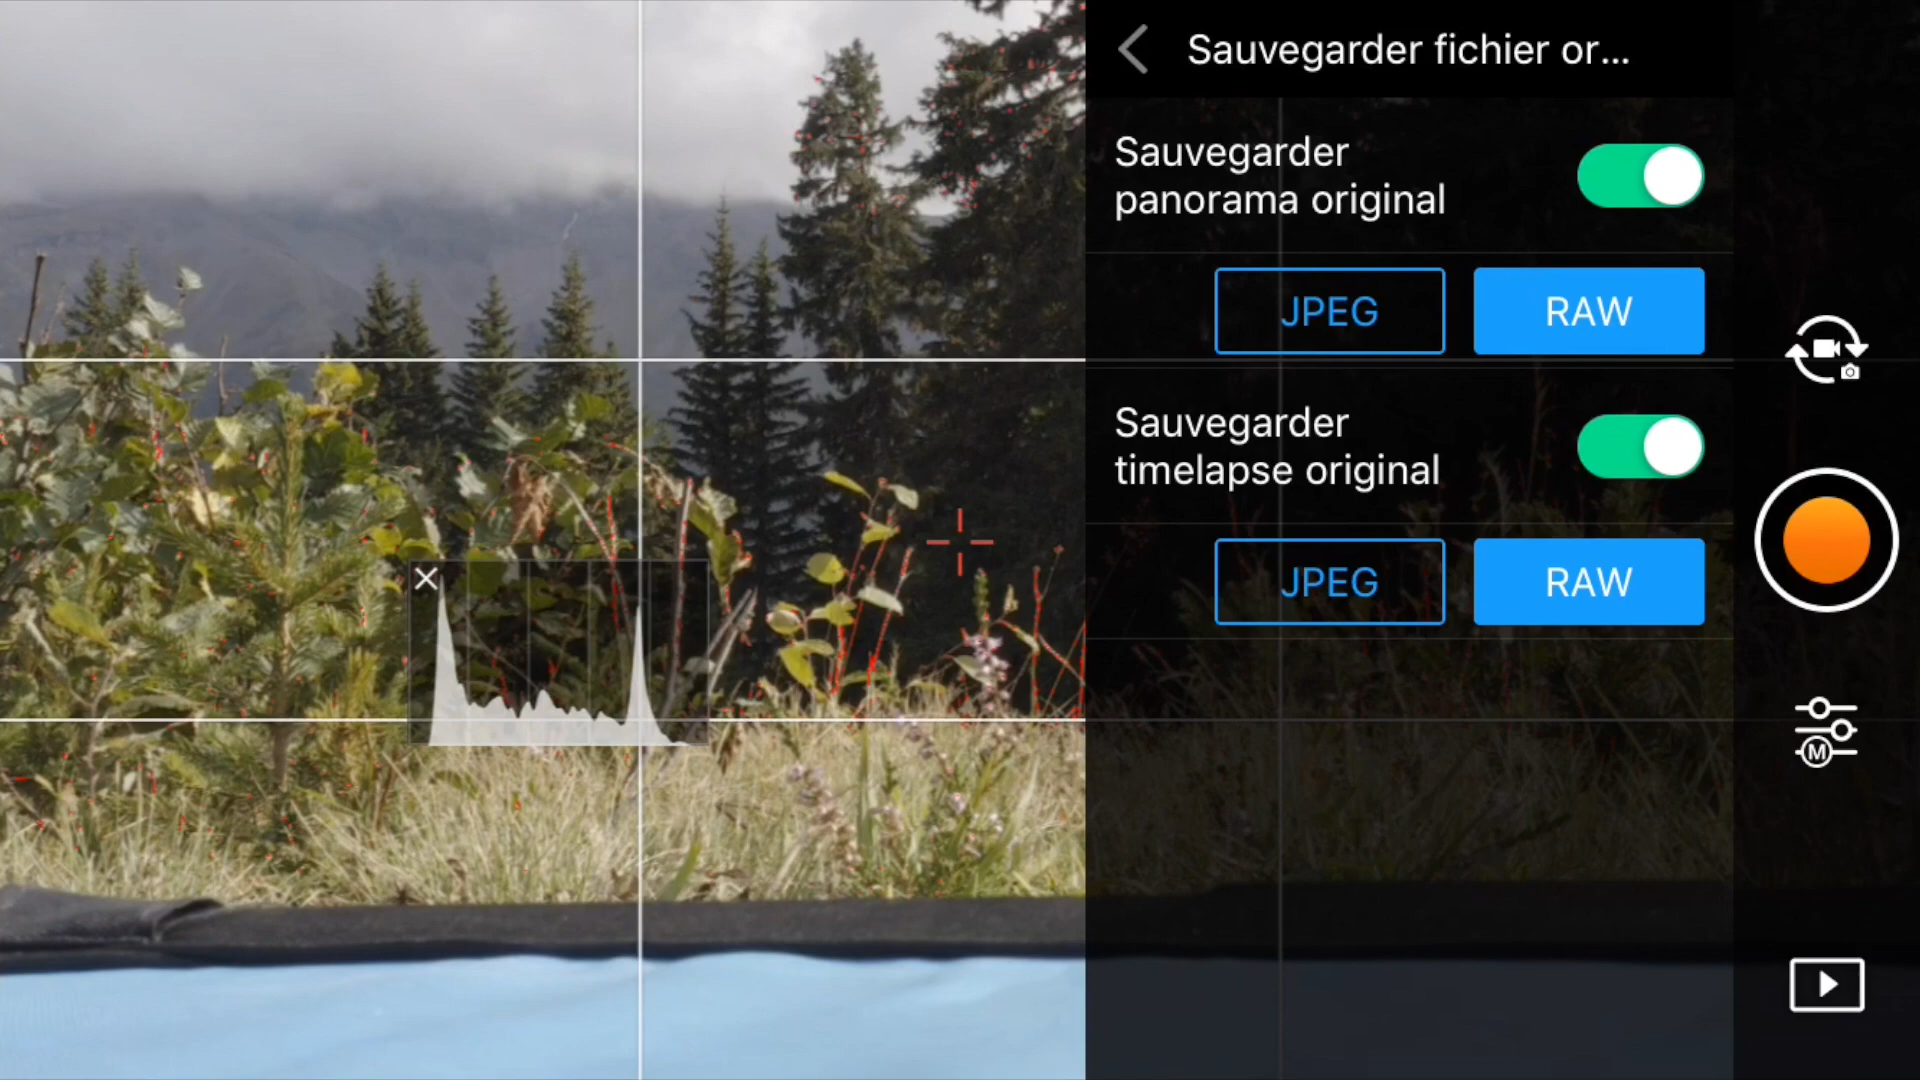 Sauvegarder fichier or...
Sauvegarder
panorama original
JPEG
RAW
Sauvegarder
timelapse original
JPEG
RAW
M